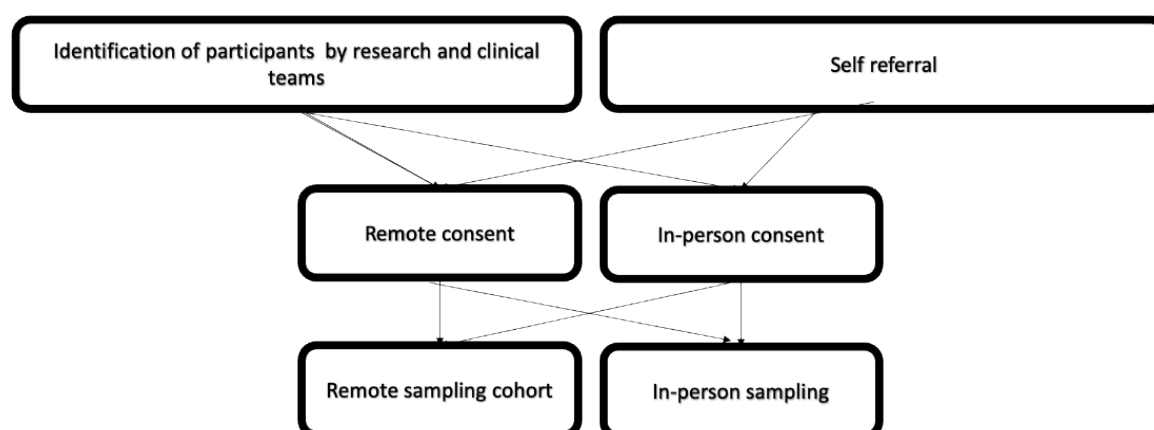 Identification of participants by research and clinical
teams
Self referral
Remote consent
In-person consent
Remote sampling cohort
In-person sampling